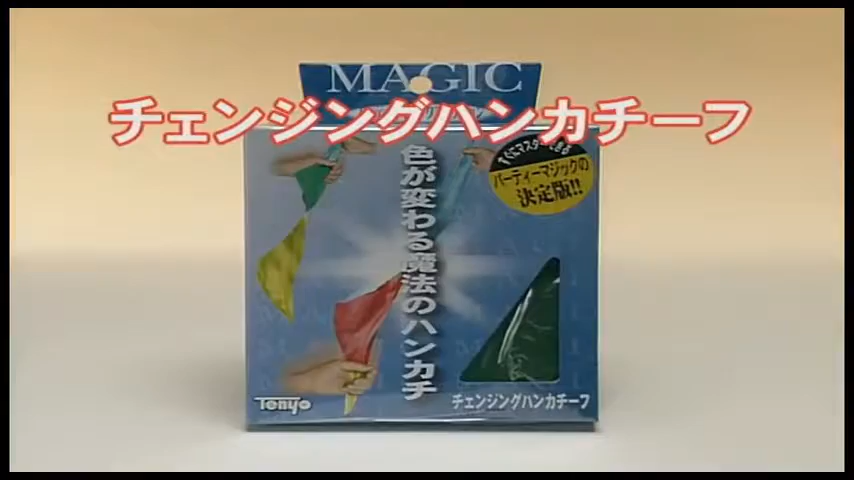 MAGIC
チェンジングハンカチーフ
すぐにマスターできる
パーティーマジックの
決定版!!
色が変わる魔法のハンカチ
Tenyo
チェンジングハンカチーフ